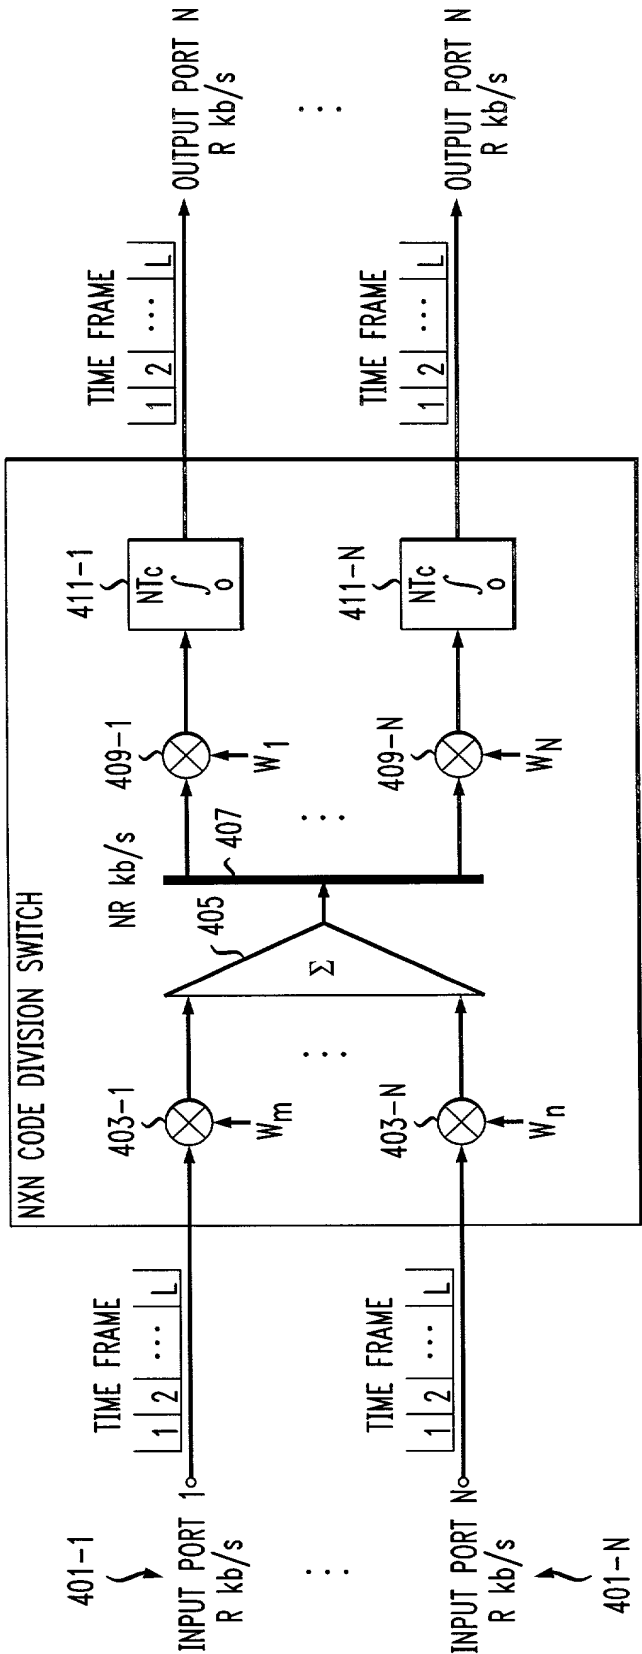 NXN CODE DIVISION SWITCH
401-1
INPUT PORT 1
R kb/s
TIME FRAME
1 2 ... L
403-1
Wm
405
Σ
NR kb/s
407
409-1
W1
411-1
NTc
∫
0
TIME FRAME
1 2 ... L
OUTPUT PORT N
R kb/s
...
...
...
...
INPUT PORT N
R kb/s
401-N
TIME FRAME
1 2 ... L
403-N
Wn
409-N
WN
411-N
NTc
∫
0
TIME FRAME
1 2 ... L
OUTPUT PORT N
R kb/s